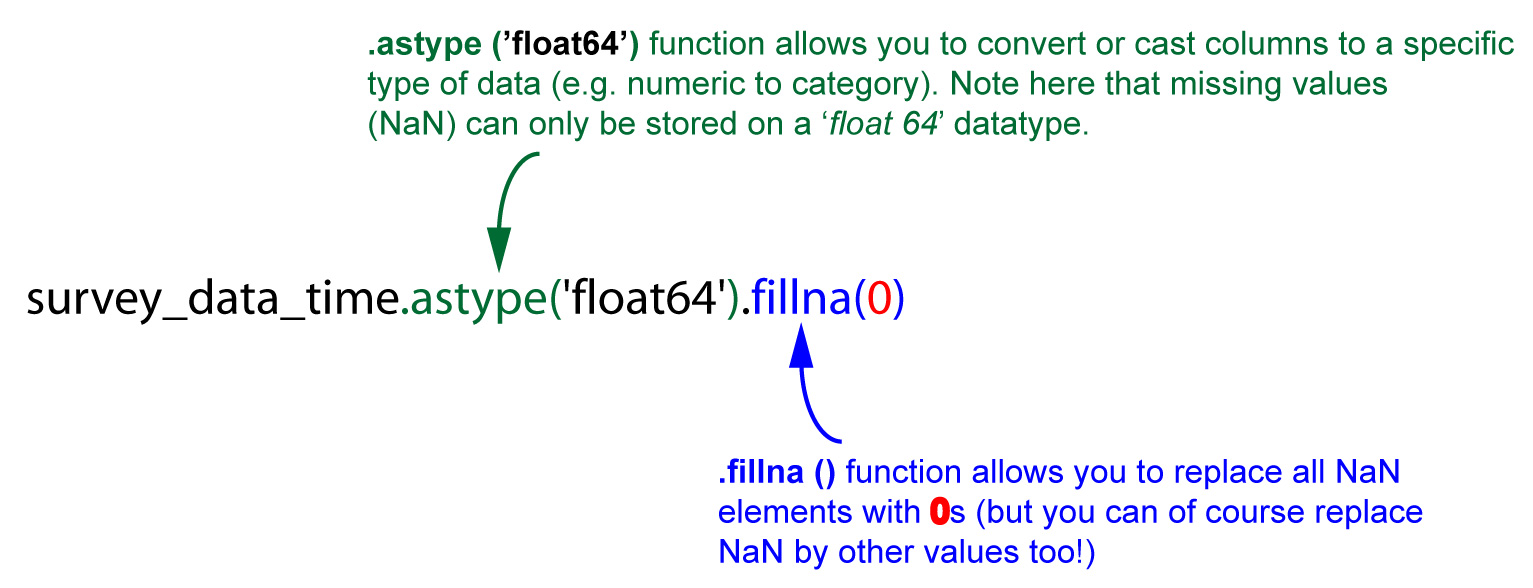 .astype (’float64’) function allows you to convert or cast columns to a specific
type of data (e.g. numeric to category). Note here that missing values
(NaN) can only be stored on a ‘float 64’ datatype.
survey_data_time.astype('float64').fillna(0)
.fillna () function allows you to replace all NaN
elements with 0s (but you can of course replace
NaN by other values too!)